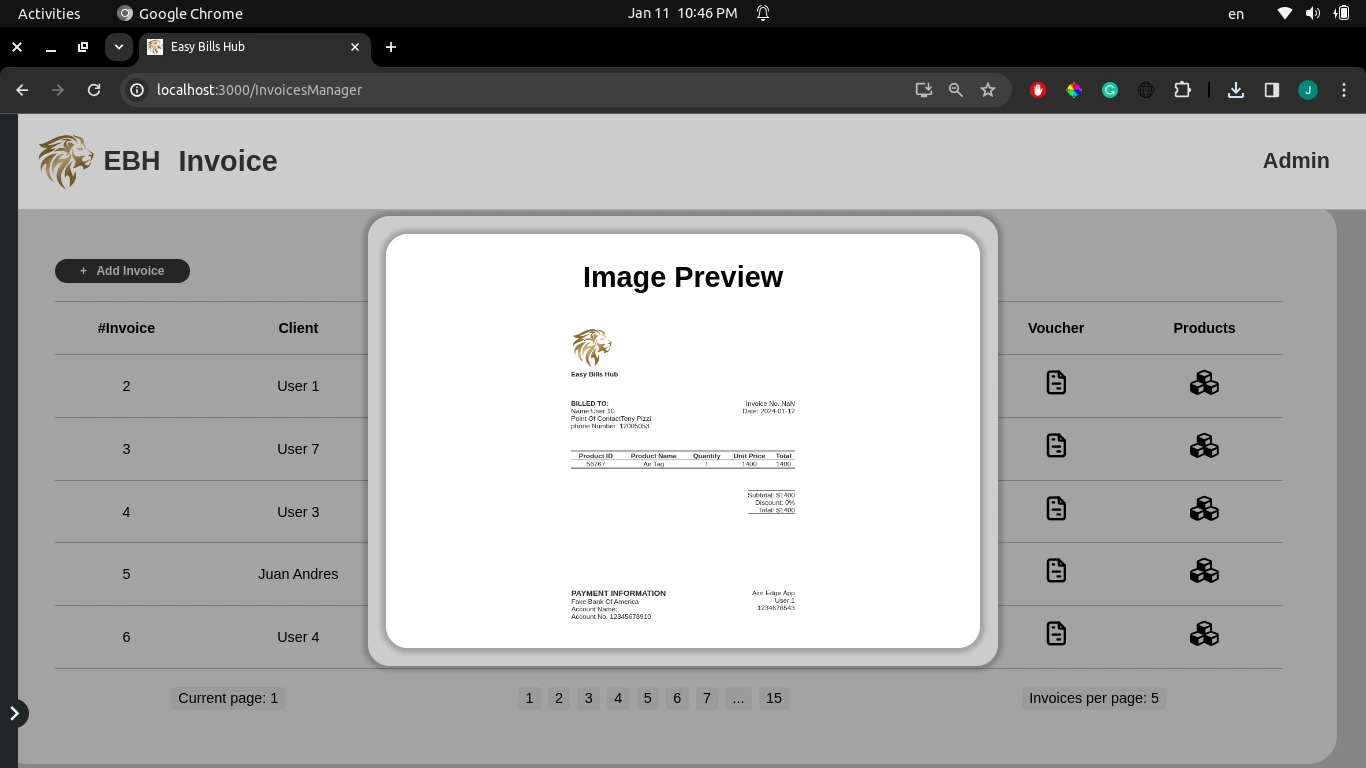 Activities
Google Chrome
Jan 11 10:46 PM
en
Easy Bills Hub
localhost:3000/InvoicesManager
J
EBH Invoice
Admin
+ Add Invoice
#Invoice Client Voucher Products
2 User 1
3 User 7
4 User 3
5 Juan Andres
6 User 4
Image Preview
Easy Bills Hub
BILLED TO:
Name:User 10
Point Of ContactTony Pizzi
phone Number: 12005053
Invoice No. NaN
Date: 2024-01-12
Product ID Product Name Quantity Unit Price Total
56767 Air Tag 1 1400 1400
Subtotal: $1400
Discount: 0%
Total: $1400
PAYMENT INFORMATION
Fake Bank Of America
Account Name:
Account No. 12345678910
Aim Edge App
User 1
1234676543
Current page: 1
1 2 3 4 5 6 7 ... 15
Invoices per page: 5